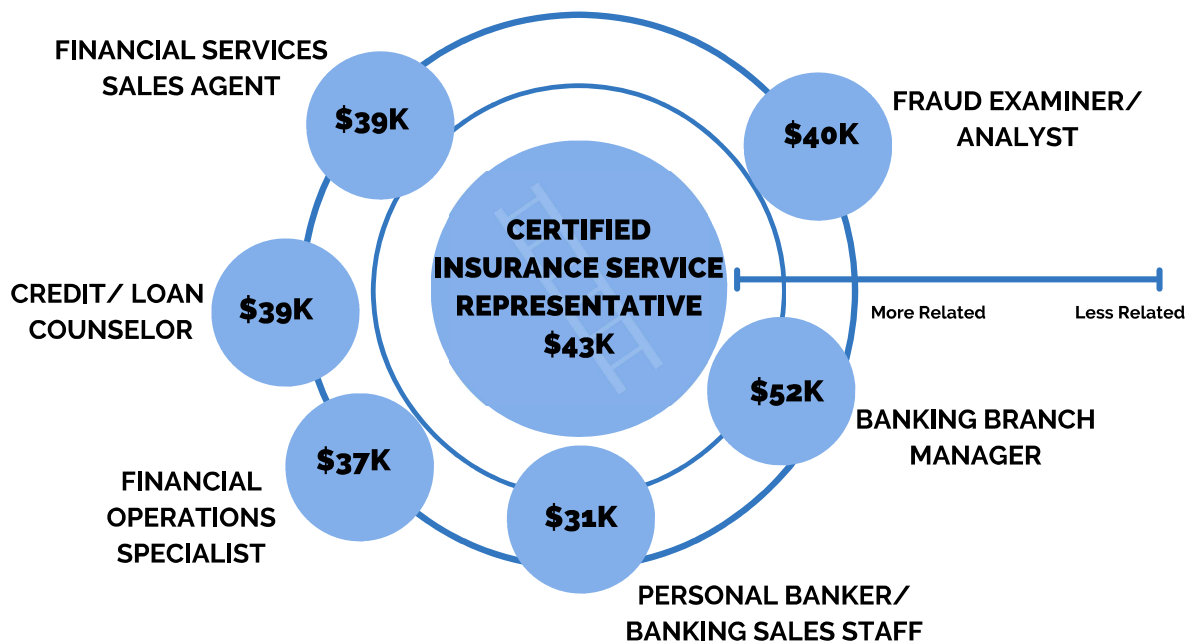 FINANCIAL SERVICES
SALES AGENT
$39K
FRAUD EXAMINER/
ANALYST
$40K
CERTIFIED
INSURANCE SERVICE
REPRESENTATIVE
$43K
CREDIT/ LOAN
COUNSELOR
$39K
More Related
Less Related
$52K
BANKING BRANCH
MANAGER
$37K
FINANCIAL
OPERATIONS
SPECIALIST
$31K
PERSONAL BANKER/
BANKING SALES STAFF